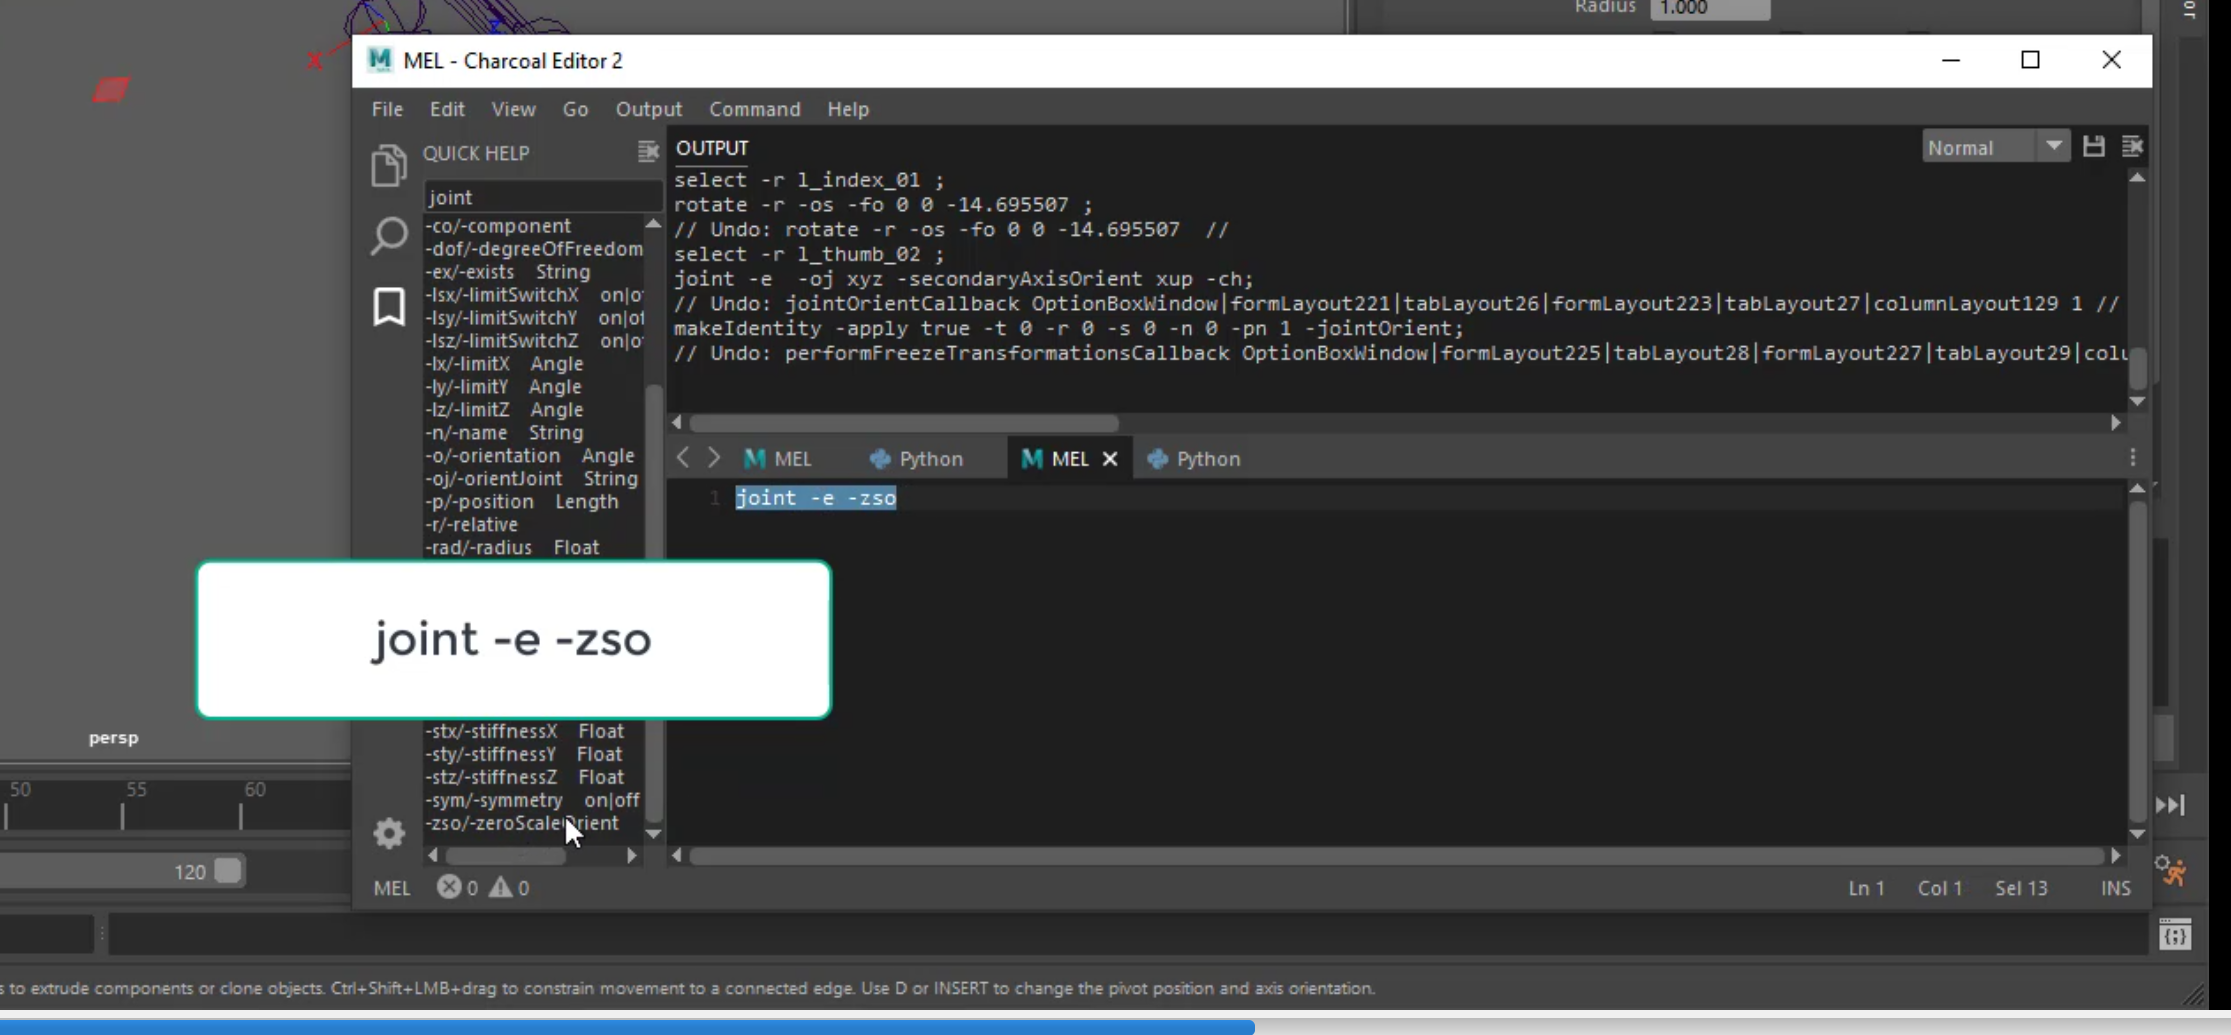 Radius 1.000
or
X
Z
MEL - Charcoal Editor 2
File Edit View Go Output Command Help
QUICK HELP
joint
-co/-component
-dof/-degreeOfFreedom
-ex/-exists String
-lsx/-limitSwitchX on|o
-lsy/-limitSwitchY on|of
-lsz/-limitSwitchZ on|o
-lx/-limitX Angle
-ly/-limitY Angle
-lz/-limitZ Angle
-n/-name String
-o/-orientation Angle
-oj/-orientJoint String
-p/-position Length
-r/-relative
-rad/-radius Float
joint -e -zso
-stx/-stiffnessX Float
-sty/-stiffnessY Float
-stz/-stiffnessZ Float
-sym/-symmetry on|off
-zso/-zeroScaleOrient
OUTPUT
Normal
select -r l_index_01 ;
rotate -r -os -fo 0 0 -14.695507 ;
// Undo: rotate -r -os -fo 0 0 -14.695507 //
select -r l_thumb_02 ;
joint -e -oj xyz -secondaryAxisOrient xup -ch;
// Undo: jointOrientCallback OptionBoxWindow|formLayout221|tabLayout26|formLayout223|tabLayout27|columnLayout129 1 //
makeIdentity -apply true -t 0 -r 0 -s 0 -n 0 -pn 1 -jointOrient;
// Undo: performFreezeTransformationsCallback OptionBoxWindow|formLayout225|tabLayout28|formLayout227|tabLayout29|colu
MEL Python MEL Python
1 joint -e -zso
MEL 0 0
Ln 1 Col 1 Sel 13 INS
persp
50 55 60
120
s to extrude components or clone objects. Ctrl+Shift+LMB+drag to constrain movement to a connected edge. Use D or INSERT to change the pivot position and axis orientation.